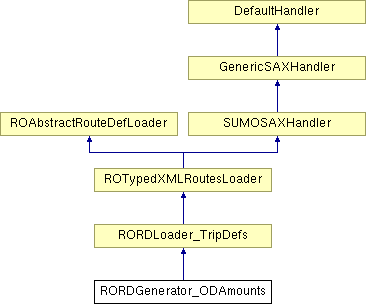 DefaultHandler
GenericSAXHandler
ROAbstractRouteDefLoader
SUMOSAXHandler
ROTypedXMLRoutesLoader
RORDLoader_TripDefs
RORDGenerator_ODAmounts